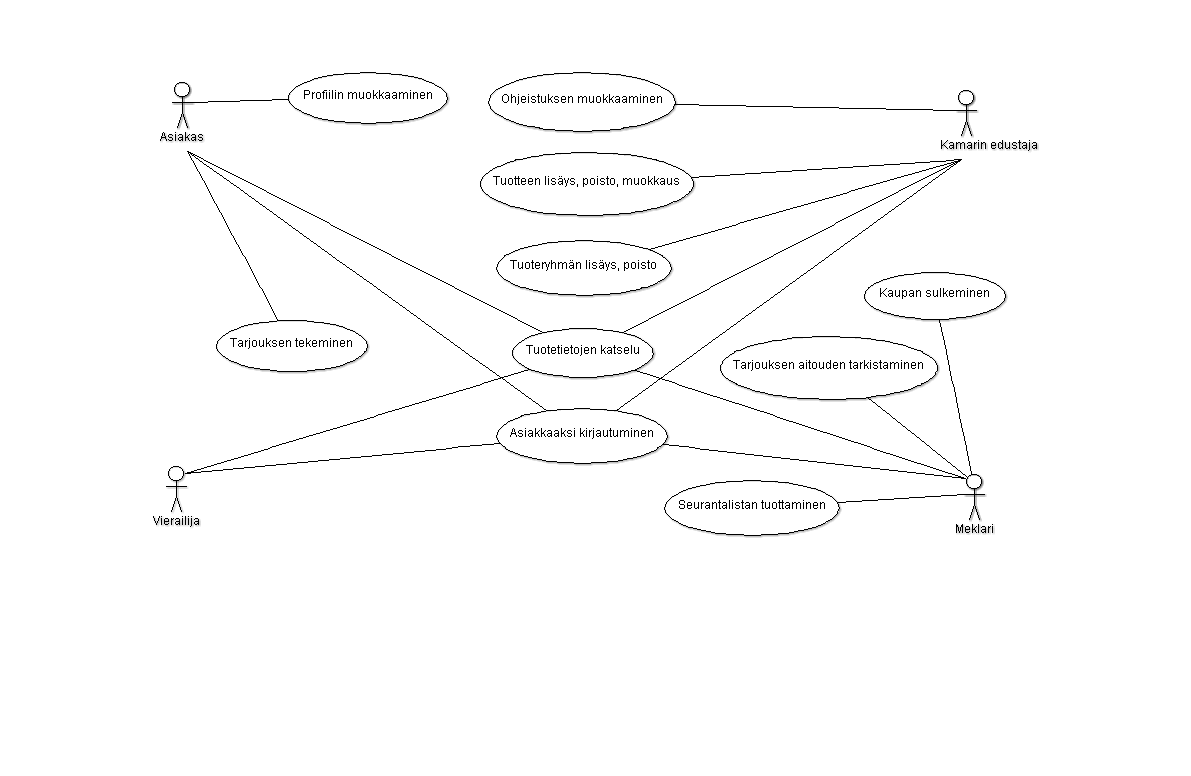 Profiilin muokkaaminen
Ohjeistuksen muokkaaminen
Asiakas
Kamarin edustaja
Tuotteen lisäys, poisto, muokkaus
Tuoteryhmän lisäys, poisto
Kaupan sulkeminen
Tarjouksen tekeminen
Tuotetietojen katselu
Tarjouksen aitouden tarkistaminen
Asiakkaaksi kirjautuminen
Seurantalistan tuottaminen
Vierailija
Meklari